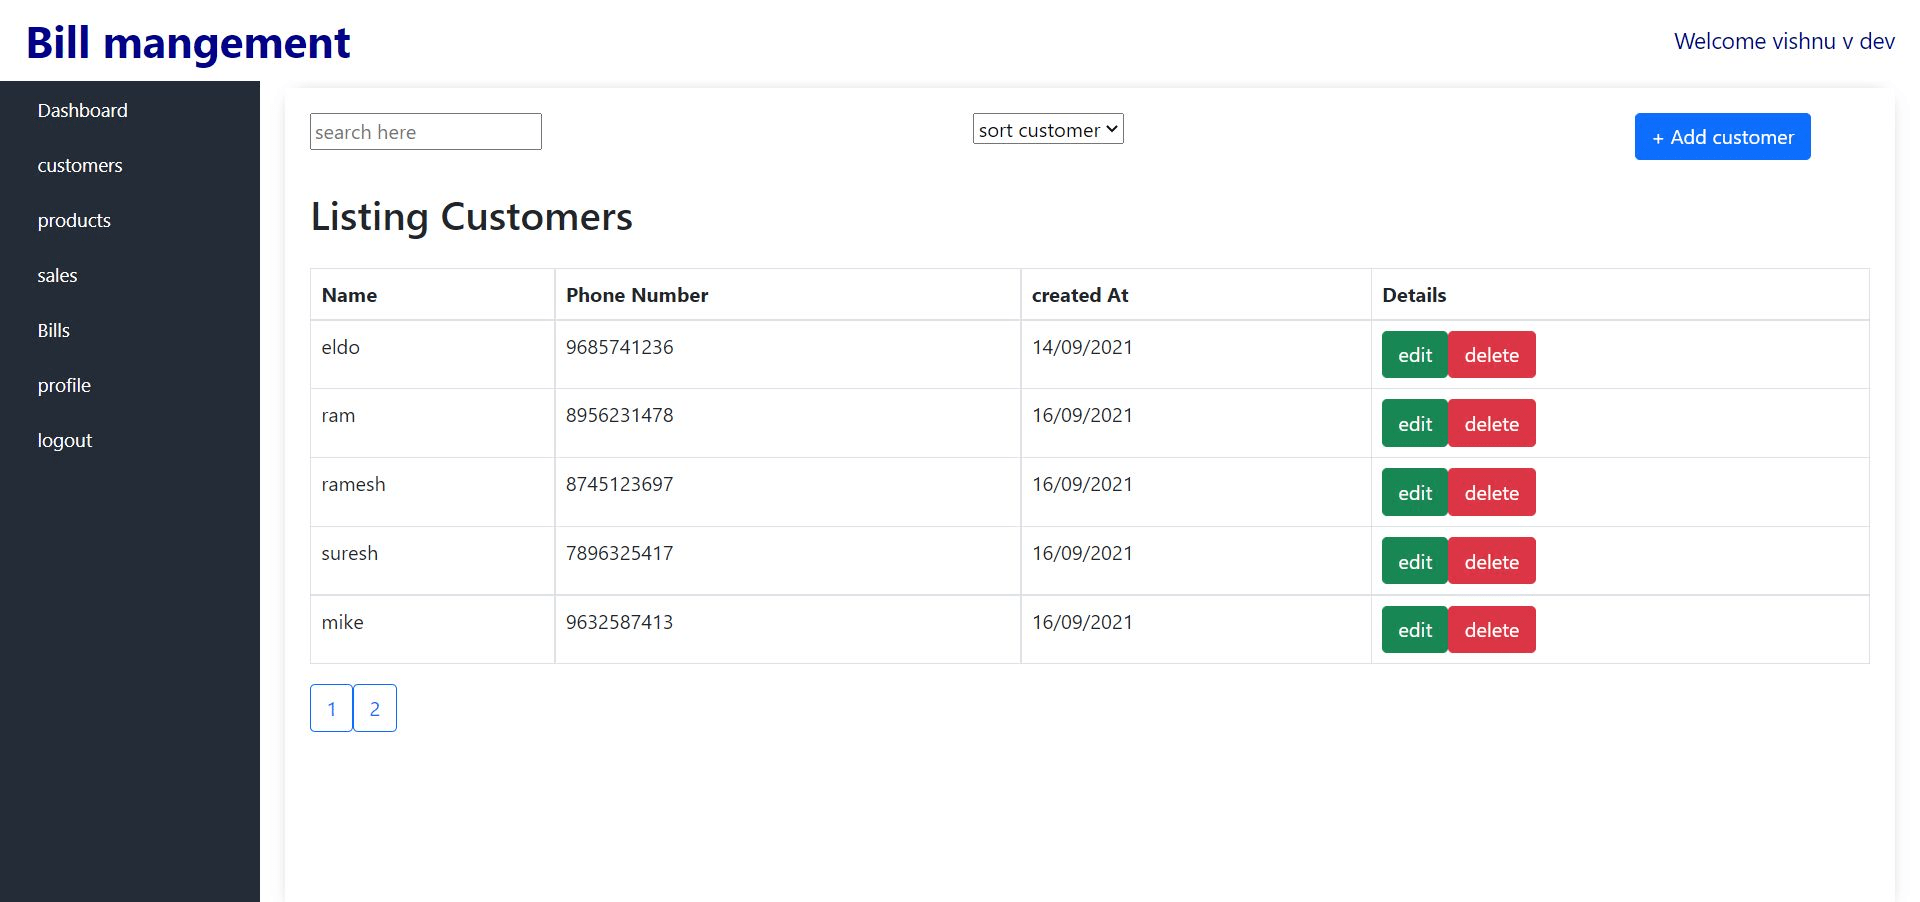 Bill mangement
Welcome vishnu v dev
Dashboard
customers
products
sales
Bills
profile
logout
search here
sort customer
+ Add customer
Listing Customers
Name Phone Number created At Details
eldo 9685741236 14/09/2021 edit delete
ram 8956231478 16/09/2021 edit delete
ramesh 8745123697 16/09/2021 edit delete
suresh 7896325417 16/09/2021 edit delete
mike 9632587413 16/09/2021 edit delete
1 2